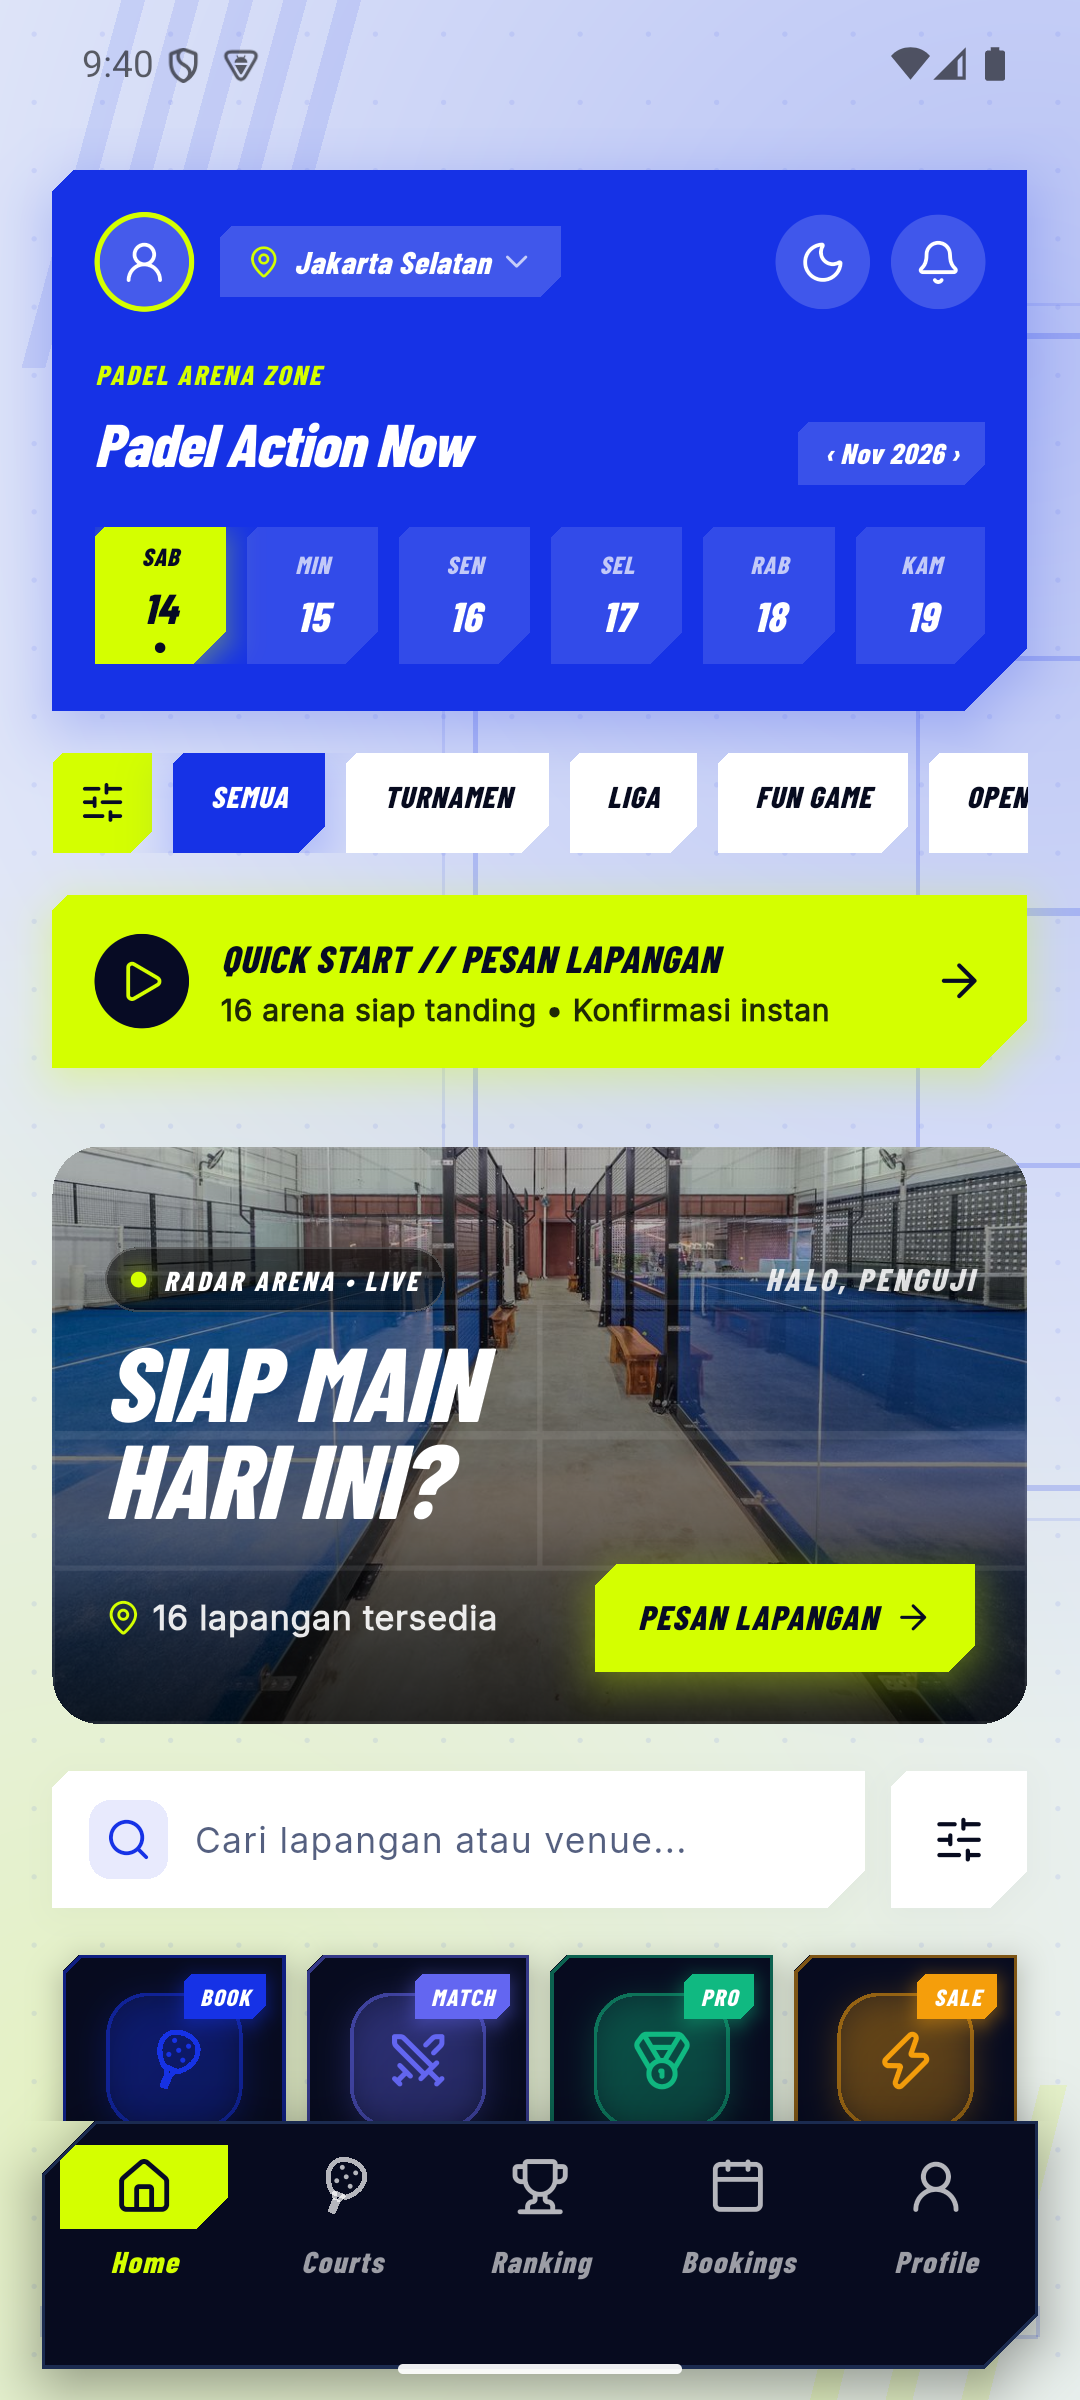 9:40
Jakarta Selatan
PADEL ARENA ZONE
Padel Action Now
‹ Nov 2026 ›
SAB MIN SEN SEL RAB KAM
14 15 16 17 18 19
SEMUA TURNAMEN LIGA FUN GAME OPEN
QUICK START // PESAN LAPANGAN
16 arena siap tanding • Konfirmasi instan
RADAR ARENA • LIVE
HALO, PENGUJI
SIAP MAIN
HARI INI?
16 lapangan tersedia
PESAN LAPANGAN
Cari lapangan atau venue...
BOOK MATCH PRO SALE
Home Courts Ranking Bookings Profile